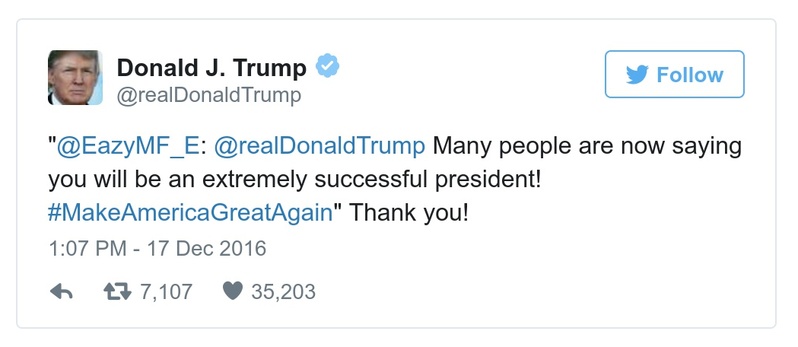 Donald J. Trump
@realDonaldTrump
Follow
"@EazyMF_E: @realDonaldTrump Many people are now saying
you will be an extremely successful president!
#MakeAmericaGreatAgain" Thank you!
1:07 PM - 17 Dec 2016
7,107 35,203